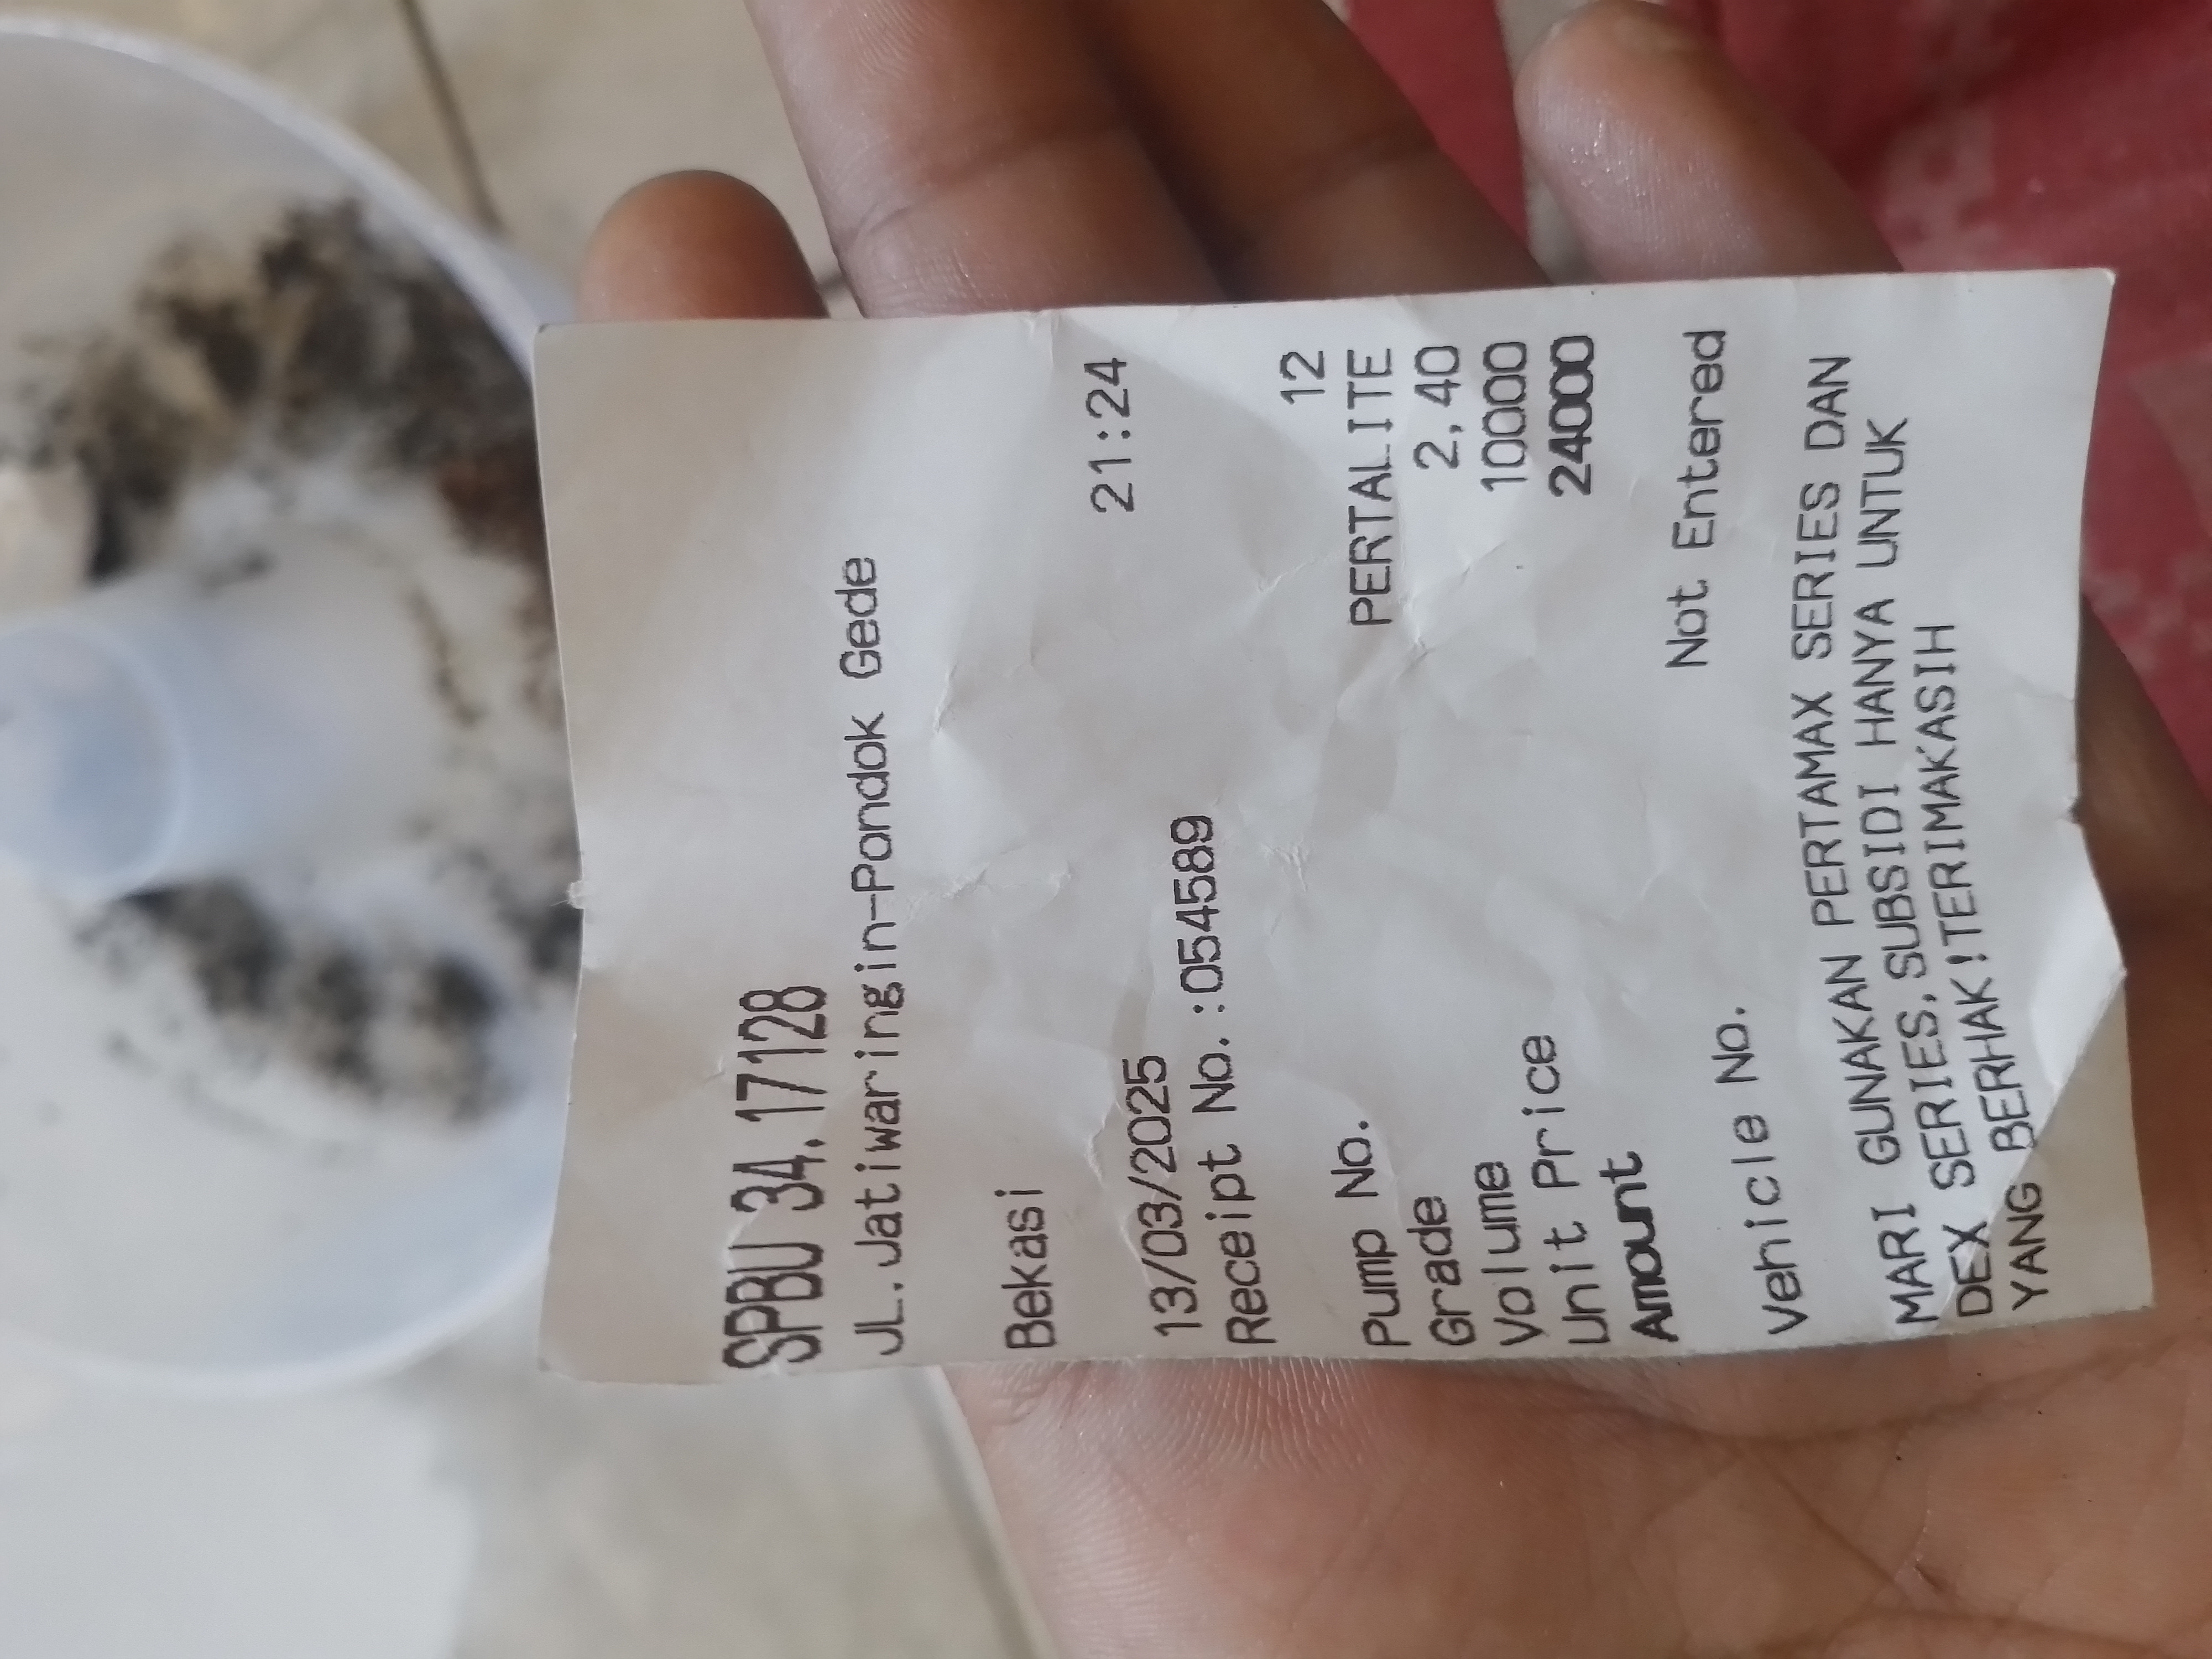 SPBU 34.17128
JL.Jatiwaringin-Pondok Gede
Bekasi
13/03/2025 21:24
Receipt No.:054589
Pump No. 12
Grade PERTALITE
Volume 2,40
Unit Price 10000
Amount 24000
Vehicle No. Not Entered
MARI GUNAKAN PERTAMAX SERIES DAN
DEX SERIES,SUBSIDI HANYA UNTUK
YANG BERHAK!TERIMAKASIH